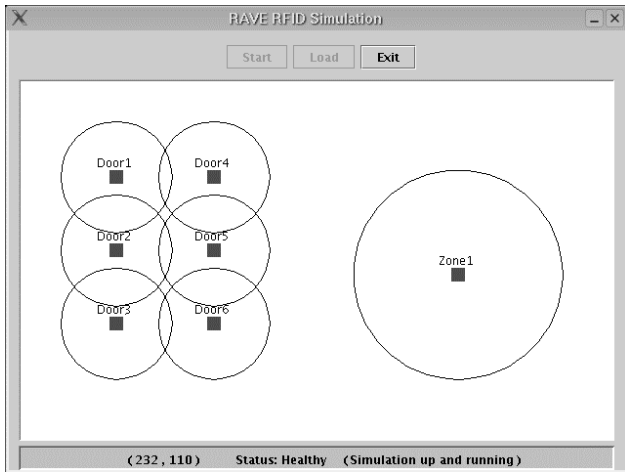 RAVE RFID Simulation
Start Load Exit
Door1 Door4
Door2 Door5
Zone1
Door3 Door6
(232,110) Status: Healthy (Simulation up and running)